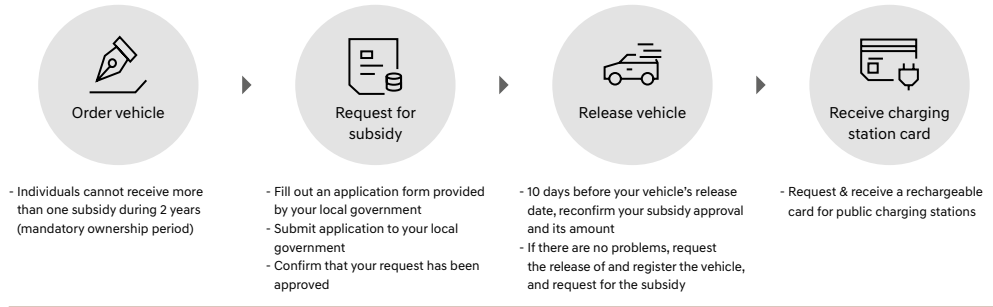 Order vehicle
- Individuals cannot receive more
than one subsidy during 2 years
(mandatory ownership period)
Request for
subsidy
- Fill out an application form provided
by your local government
- Submit application to your local
government
- Confirm that your request has been
approved
Release vehicle
- 10 days before your vehicle's release
date, reconfirm your subsidy approval
and its amount
- If there are no problems, request
the release of and register the vehicle,
and request for the subsidy
Receive charging
station card
- Request & receive a rechargeable
card for public charging stations